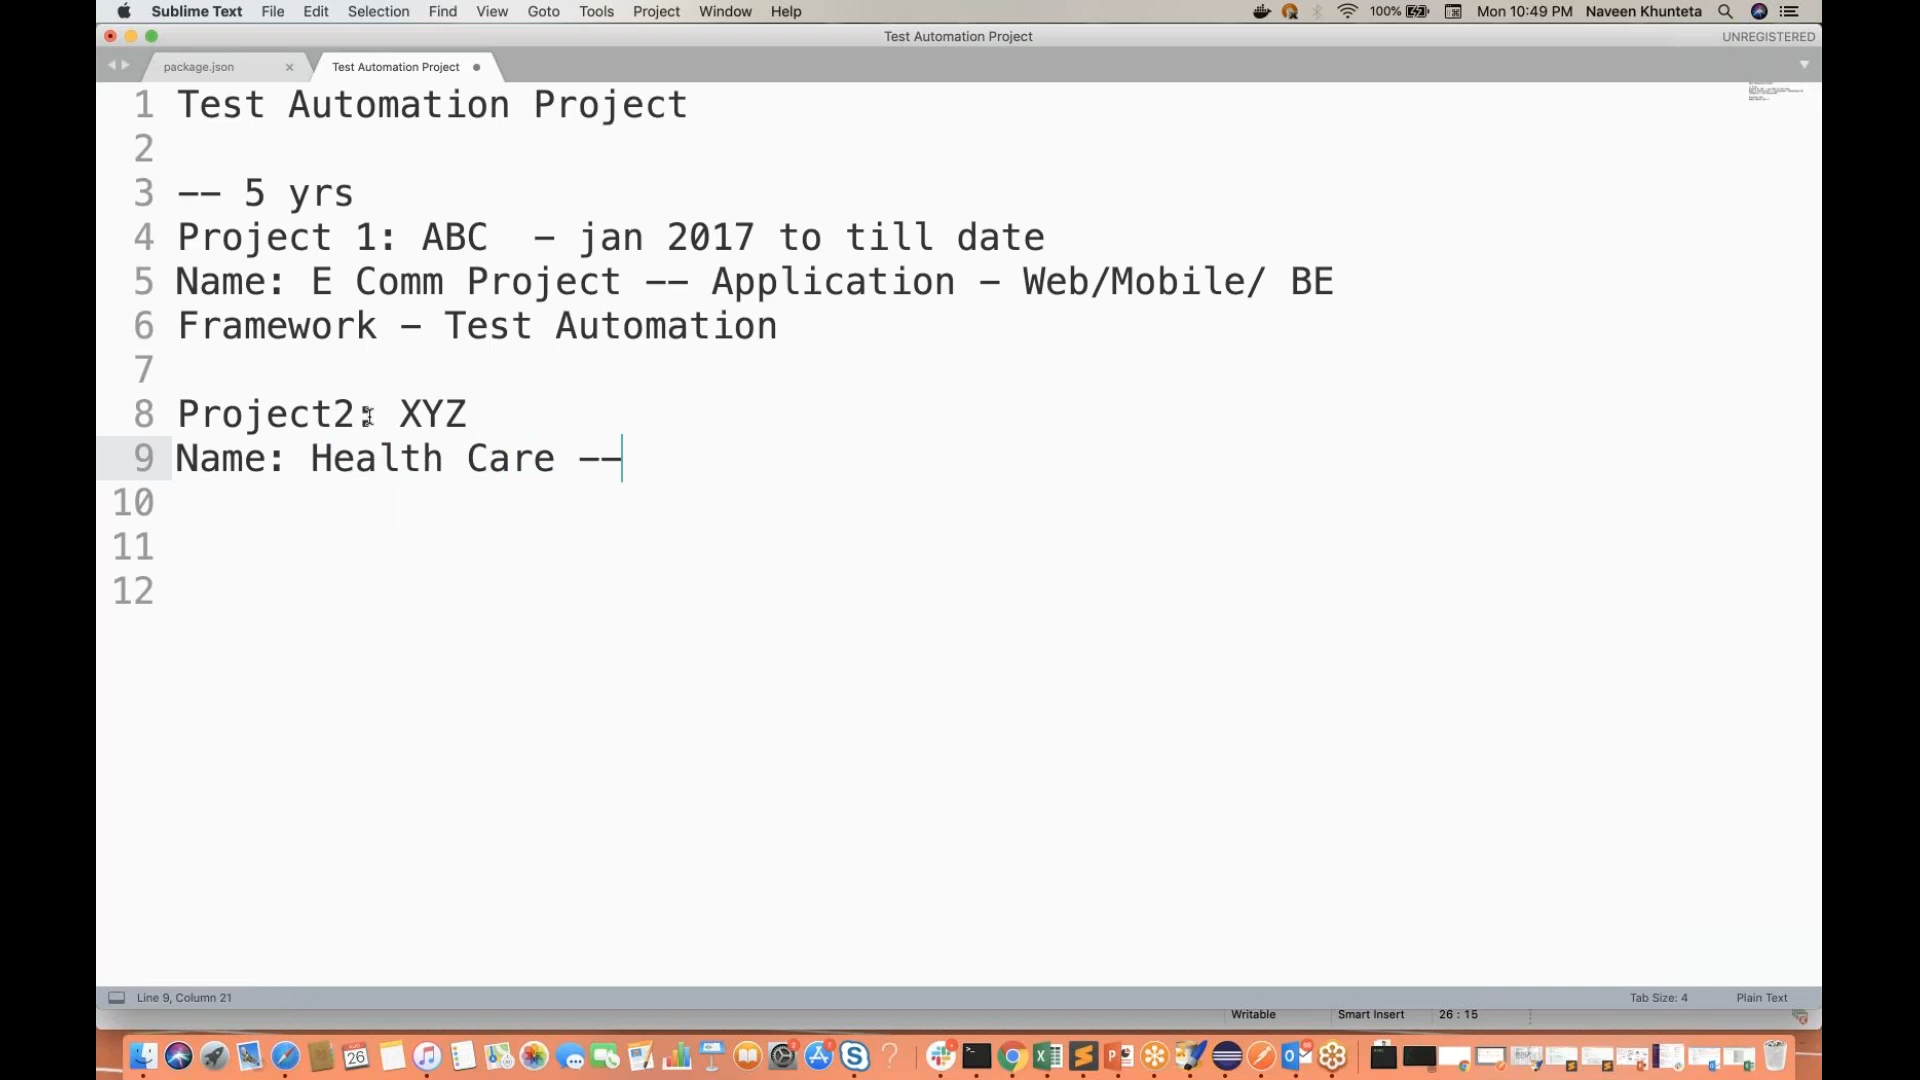 Sublime Text File Edit Selection Find View Goto Tools Project Window Help 100% Mon 10:49 PM Naveen Khunteta
Test Automation Project UNREGISTERED
package.json Test Automation Project
1 Test Automation Project
2
3 -- 5 yrs
4 Project 1: ABC  - jan 2017 to till date
5 Name: E Comm Project -- Application - Web/Mobile/ BE
6 Framework - Test Automation
7
8 Project2: XYZ
9 Name: Health Care --
10
11
12
Line 9, Column 21 Tab Size: 4 Plain Text
Writable Smart Insert 26 : 15
26